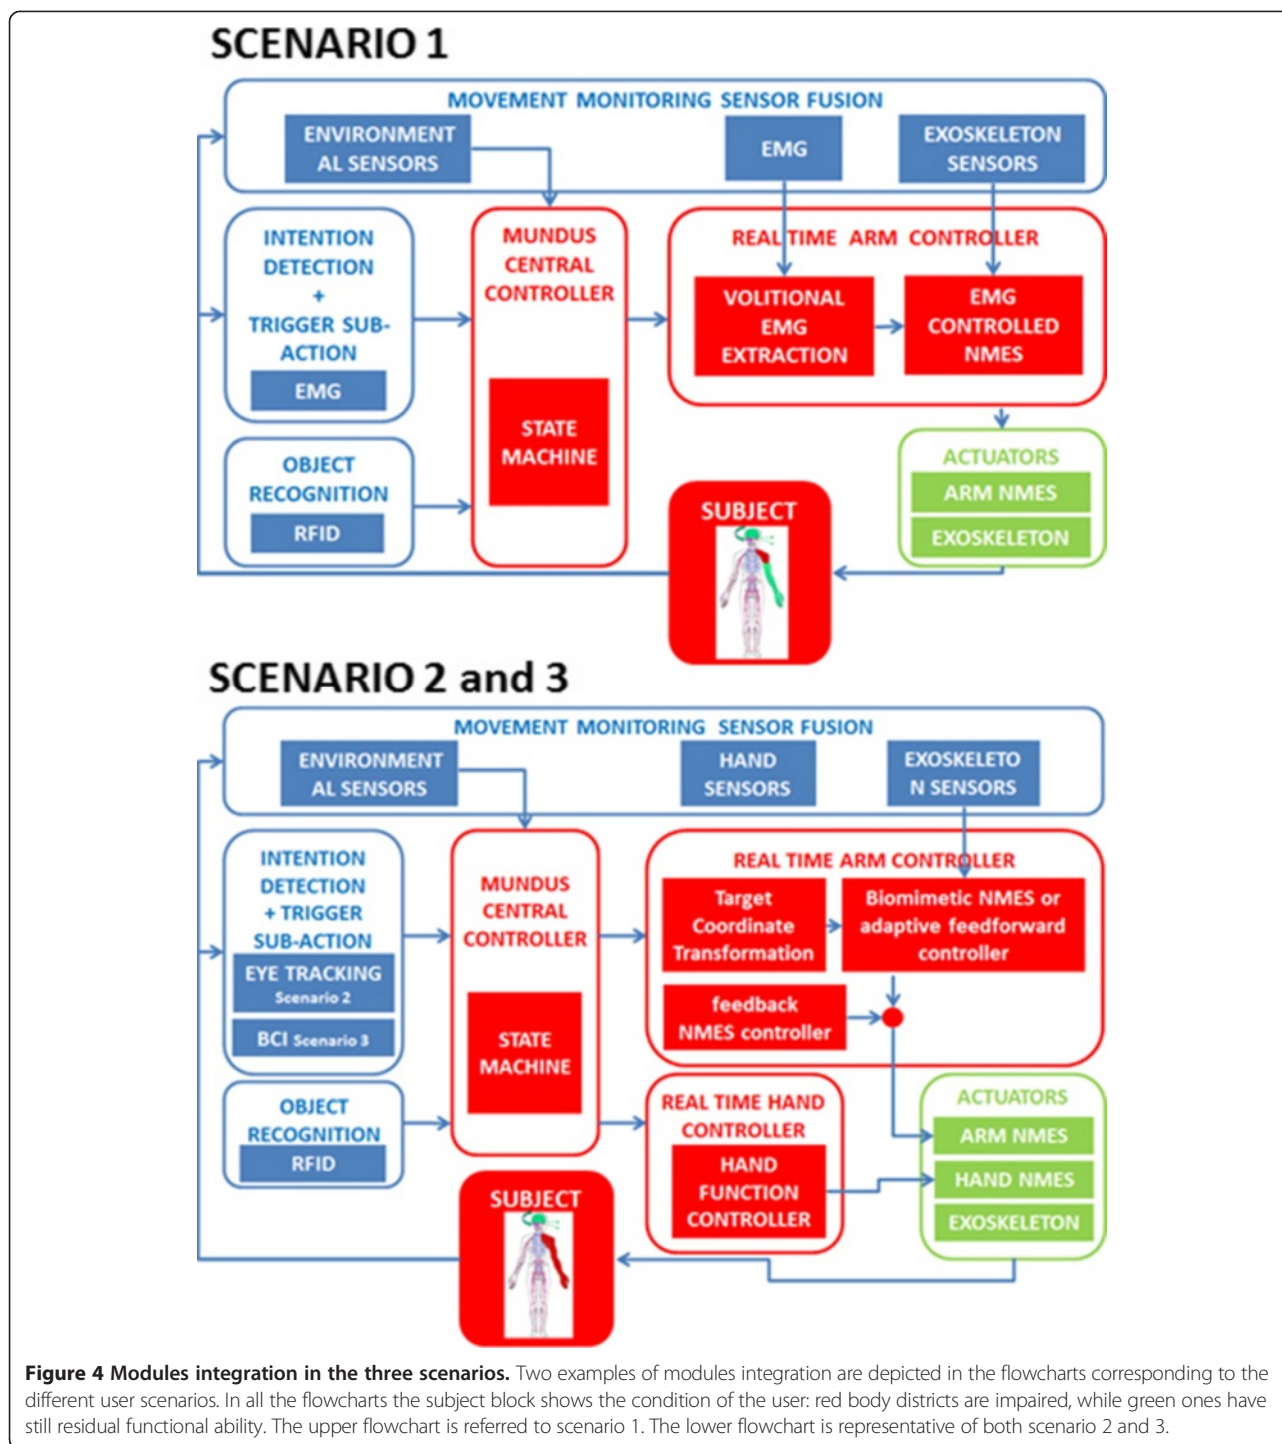 SCENARIO 1
MOVEMENT MONITORING SENSOR FUSION
ENVIRONMENT
AL SENSORS
EMG
EXOSKELETON
SENSORS
INTENTION
DETECTION
+
TRIGGER SUB-
ACTION
EMG
OBJECT
RECOGNITION
RFID
MUNDUS
CENTRAL
CONTROLLER
STATE
MACHINE
REAL TIME ARM CONTROLLER
VOLITIONAL
EMG
EXTRACTION
EMG
CONTROLLED
NMES
ACTUATORS
ARM NMES
EXOSKELETON
SUBJECT
SCENARIO 2 and 3
MOVEMENT MONITORING SENSOR FUSION
ENVIRONMENT
AL SENSORS
HAND
SENSORS
EXOSKELETO
N SENSORS
INTENTION
DETECTION
+ TRIGGER
SUB-ACTION
EYE TRACKING
Scenario 2
BCI Scenario 3
OBJECT
RECOGNITION
RFID
MUNDUS
CENTRAL
CONTROLLER
STATE
MACHINE
REAL TIME ARM CONTROLLER
Target
Coordinate
Transformation
Biomimetic NMES or
adaptive feedforward
controller
feedback
NMES controller
REAL TIME HAND
CONTROLLER
HAND
FUNCTION
CONTROLLER
ACTUATORS
ARM NMES
HAND NMES
EXOSKELETON
SUBJECT
Figure 4 Modules integration in the three scenarios. Two examples of modules integration are depicted in the flowcharts corresponding to the
different user scenarios. In all the flowcharts the subject block shows the condition of the user: red body districts are impaired, while green ones have
still residual functional ability. The upper flowchart is referred to scenario 1. The lower flowchart is representative of both scenario 2 and 3.